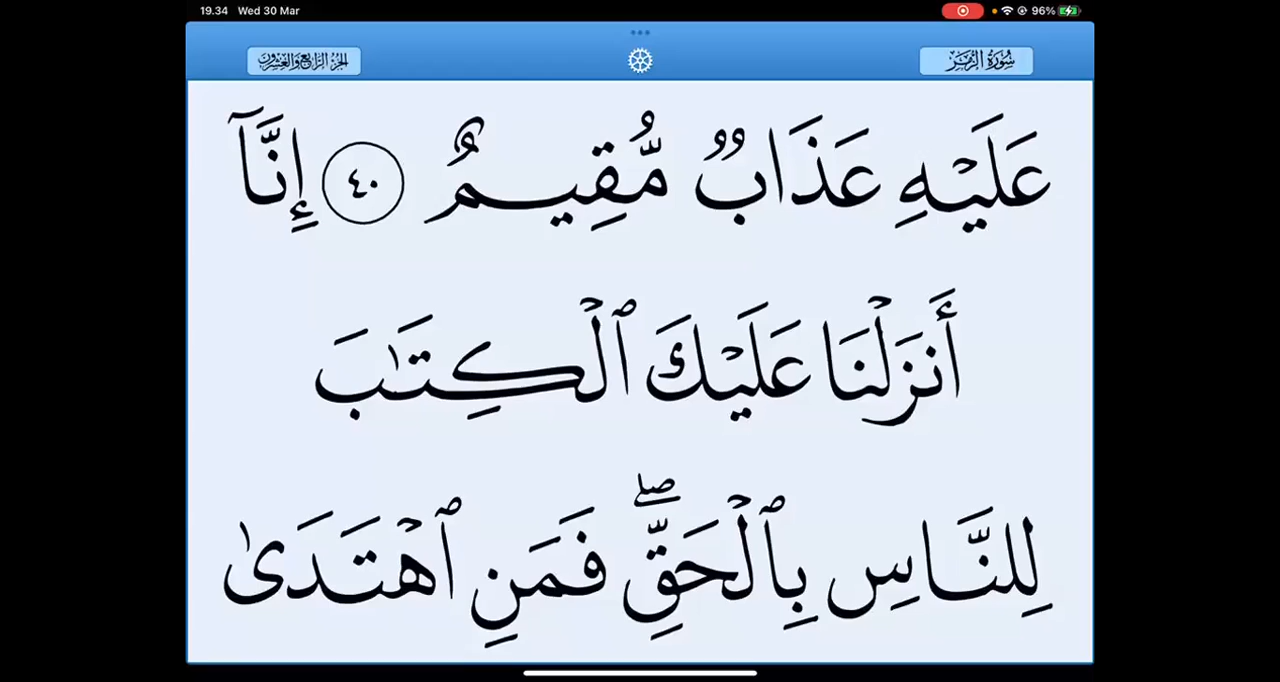 19.34 Wed 30 Mar 96%
الجزء الرابع والعشرون سورة الزمر
عَلَيۡهِ عَذَابٞ مُّقِيمٌ ٤٠ إِنَّآ
أَنزَلۡنَا عَلَيۡكَ ٱلۡكِتَٰبَ
لِلنَّاسِ بِٱلۡحَقِّۖ فَمَنِ ٱهۡتَدَىٰ